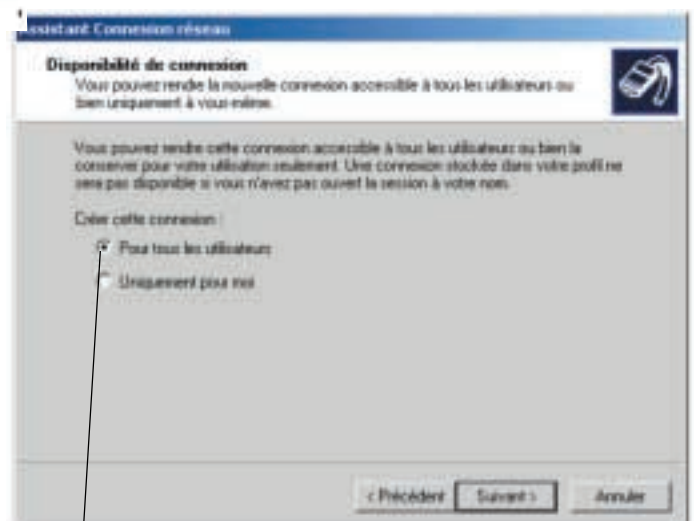 Assistant Connexion réseau
Disponibilité de connexion
Vous pouvez rendre la nouvelle connexion accessible à tous les utilisateurs ou
bien uniquement à vous-même.
Vous pouvez rendre cette connexion accessible à tous les utilisateurs ou bien la
conserver pour votre utilisation seulement. Une connexion stockée dans votre profil ne
sera pas disponible si vous n'avez pas ouvert la session à votre nom.
Créer cette connexion :
Pour tous les utilisateurs
Uniquement pour moi
< Précédent
Suivant >
Annuler